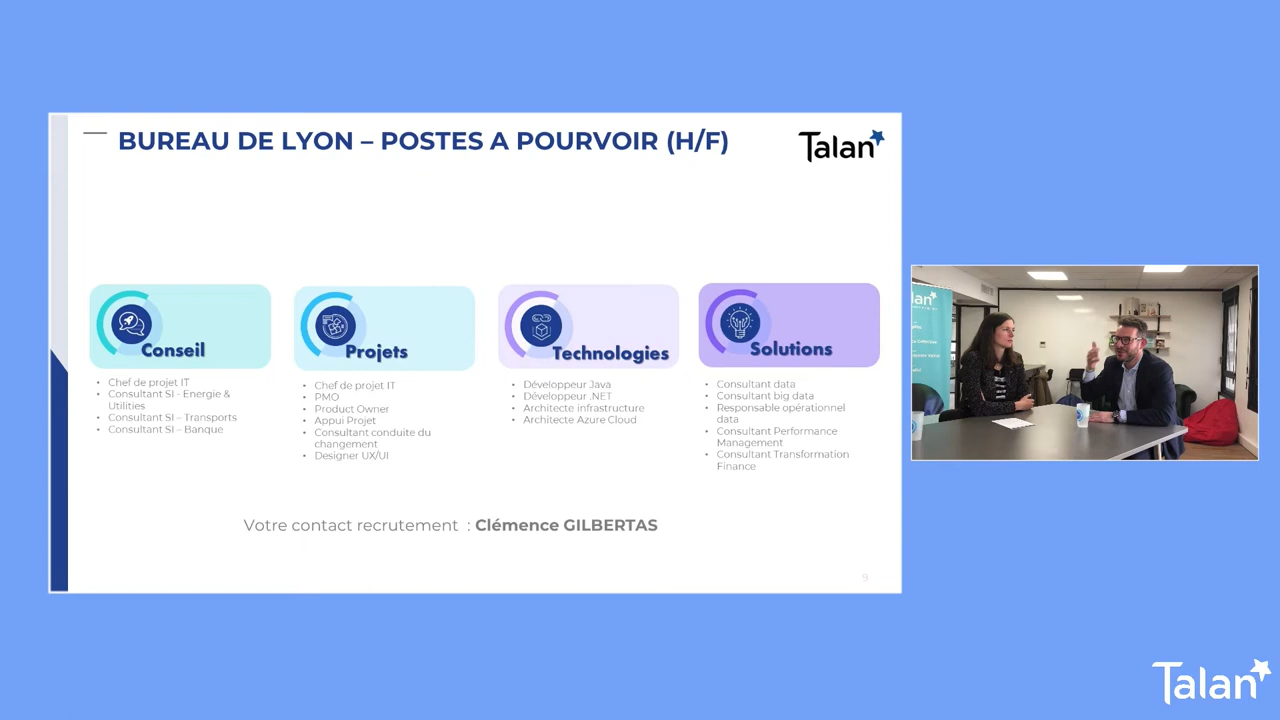 BUREAU DE LYON – POSTES A POURVOIR (H/F)
Talan
Conseil
• Chef de projet IT
• Consultant SI - Energie &
Utilities
• Consultant SI – Transports
• Consultant SI – Banque
Projets
• Chef de projet IT
• PMO
• Product Owner
• Appui Projet
• Consultant conduite du
changement
• Designer UX/UI
Technologies
• Développeur Java
• Développeur .NET
• Architecte infrastructure
• Architecte Azure Cloud
Solutions
• Consultant data
• Consultant big data
• Responsable opérationnel
data
• Consultant Performance
Management
• Consultant Transformation
Finance
Votre contact recrutement : Clémence GILBERTAS
9
lan
Talan